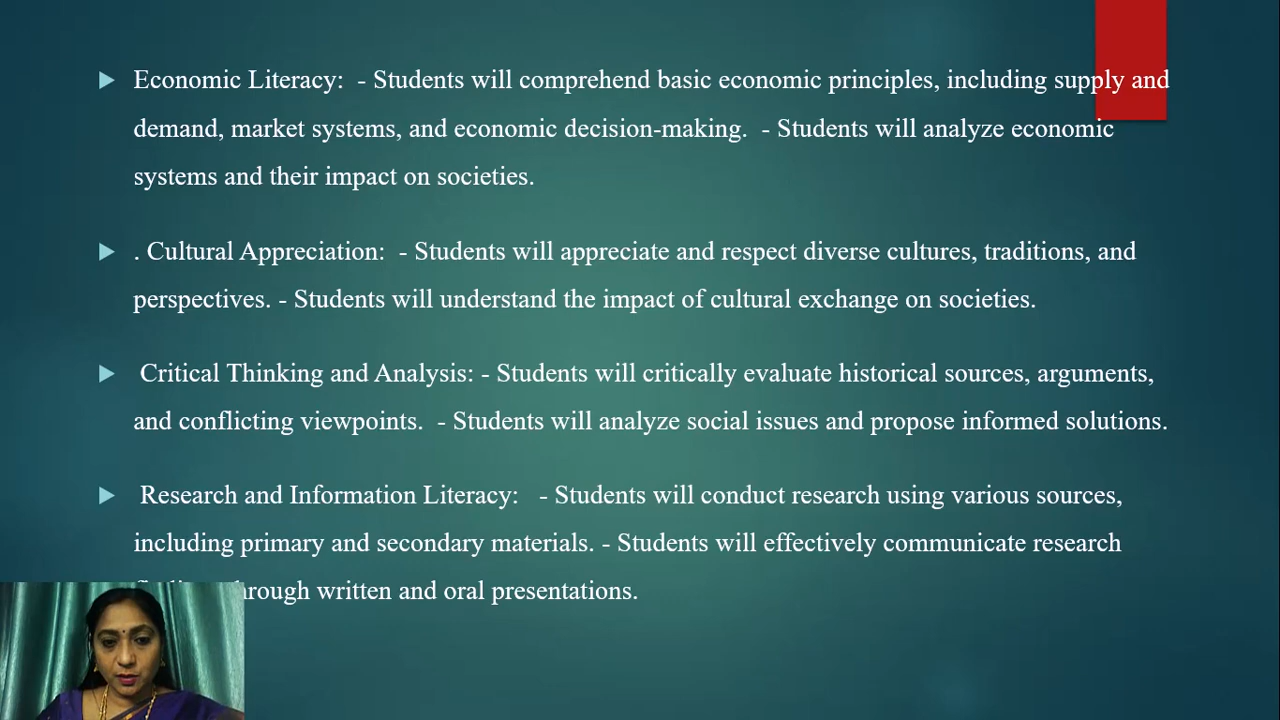 Economic Literacy:  - Students will comprehend basic economic principles, including supply and
demand, market systems, and economic decision-making.  - Students will analyze economic
systems and their impact on societies.
. Cultural Appreciation:  - Students will appreciate and respect diverse cultures, traditions, and
perspectives. - Students will understand the impact of cultural exchange on societies.
Critical Thinking and Analysis: - Students will critically evaluate historical sources, arguments,
and conflicting viewpoints.  - Students will analyze social issues and propose informed solutions.
Research and Information Literacy:   - Students will conduct research using various sources,
including primary and secondary materials. - Students will effectively communicate research
written and oral presentations.